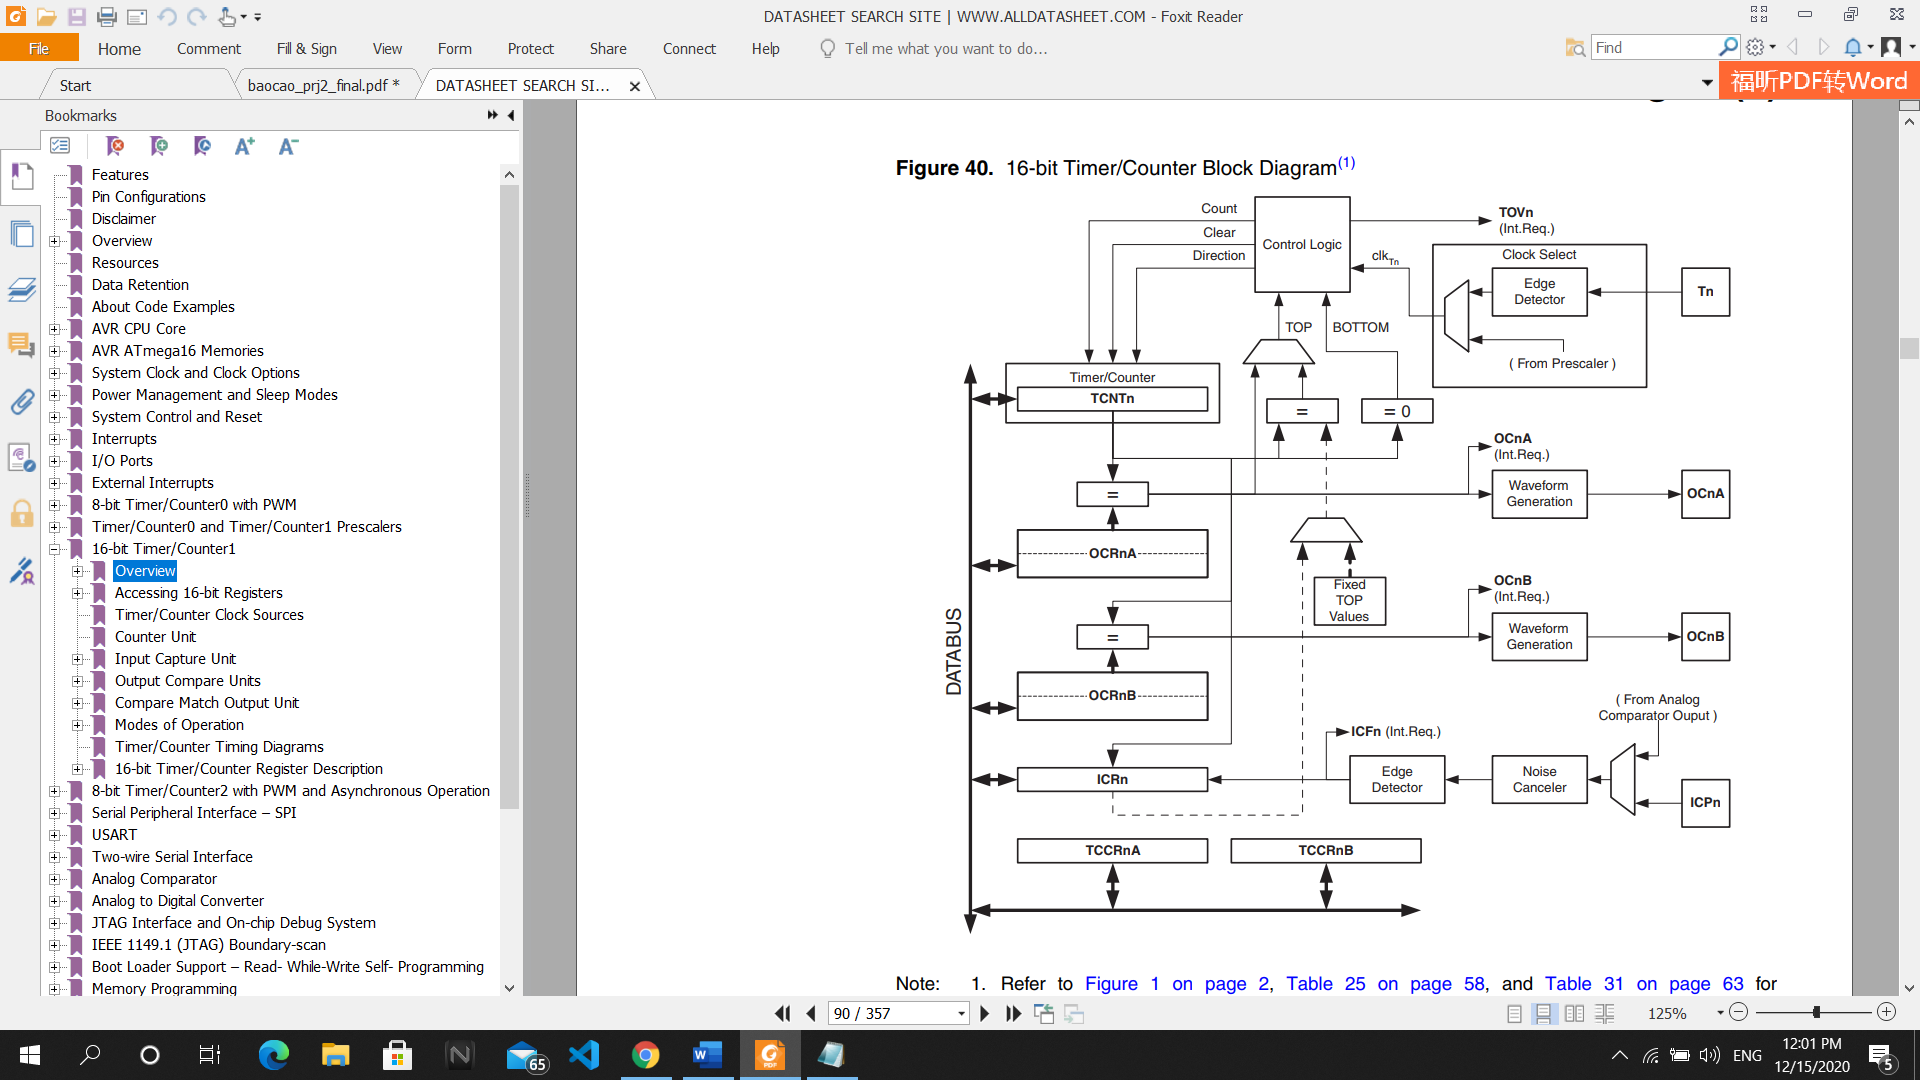 DATASHEET SEARCH SITE | WWW.ALLDATASHEET.COM - Foxit Reader
File Home Comment Fill & Sign View Form Protect Share Connect Help Tell me what you want to do... Find
Start baocao_prj2_final.pdf * DATASHEET SEARCH SI... 福昕PDF转Word
Bookmarks
Features
Pin Configurations
Disclaimer
Overview
Resources
Data Retention
About Code Examples
AVR CPU Core
AVR ATmega16 Memories
System Clock and Clock Options
Power Management and Sleep Modes
System Control and Reset
Interrupts
I/O Ports
External Interrupts
8-bit Timer/Counter0 with PWM
Timer/Counter0 and Timer/Counter1 Prescalers
16-bit Timer/Counter1
Overview
Accessing 16-bit Registers
Timer/Counter Clock Sources
Counter Unit
Input Capture Unit
Output Compare Units
Compare Match Output Unit
Modes of Operation
Timer/Counter Timing Diagrams
16-bit Timer/Counter Register Description
8-bit Timer/Counter2 with PWM and Asynchronous Operation
Serial Peripheral Interface – SPI
USART
Two-wire Serial Interface
Analog Comparator
Analog to Digital Converter
JTAG Interface and On-chip Debug System
IEEE 1149.1 (JTAG) Boundary-scan
Boot Loader Support – Read- While-Write Self- Programming
Memory Programming
Figure 40. 16-bit Timer/Counter Block Diagram(1)
Count
Clear
Direction
Control Logic
TOVn
(Int.Req.)
clkTn
Clock Select
Edge
Detector
Tn
( From Prescaler )
TOP
BOTTOM
Timer/Counter
TCNTn
=
= 0
OCnA
(Int.Req.)
=
Waveform
Generation
OCnA
OCRnA
Fixed
TOP
Values
OCnB
(Int.Req.)
=
Waveform
Generation
OCnB
DATABUS
OCRnB
( From Analog
Comparator Ouput )
ICFn (Int.Req.)
ICRn
Edge
Detector
Noise
Canceler
ICPn
TCCRnA
TCCRnB
Note: 1. Refer to Figure 1 on page 2, Table 25 on page 58, and Table 31 on page 63 for
90 / 357
125%
65
ENG
12:01 PM
12/15/2020
5